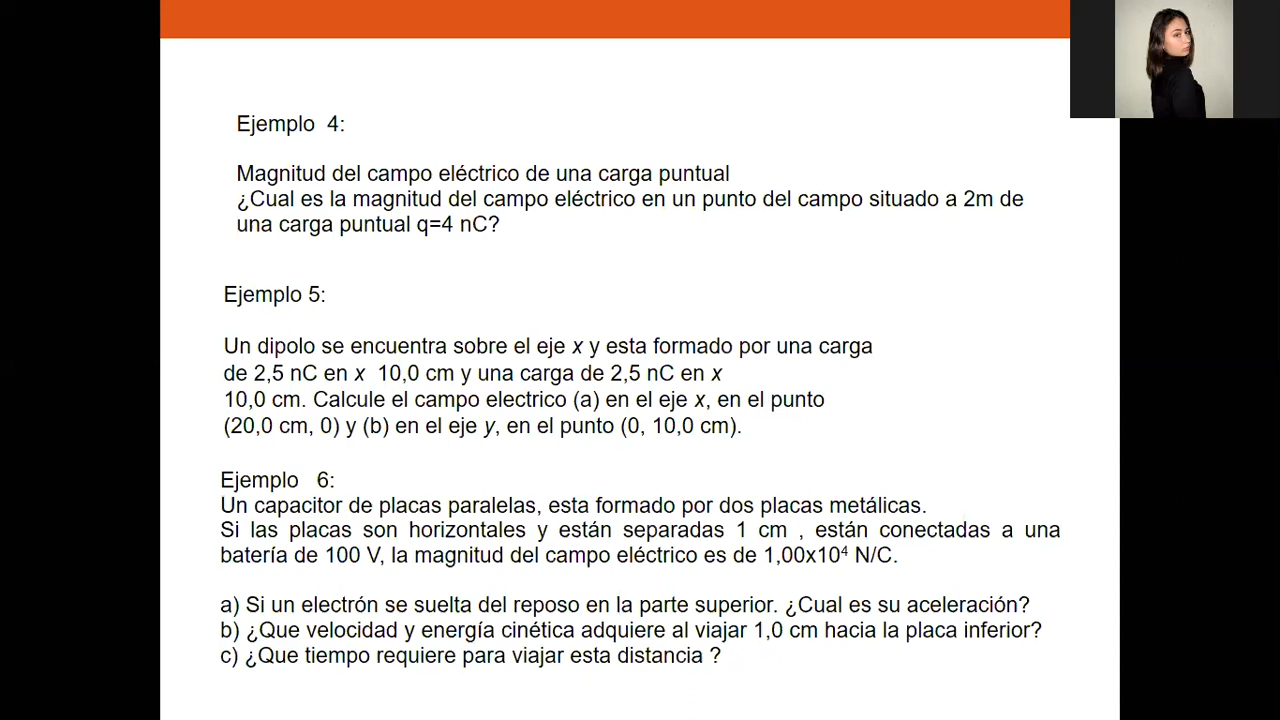 Ejemplo 4:
Magnitud del campo eléctrico de una carga puntual
¿Cual es la magnitud del campo eléctrico en un punto del campo situado a 2m de
una carga puntual q=4 nC?
Ejemplo 5:
Un dipolo se encuentra sobre el eje x y esta formado por una carga
de 2,5 nC en x 10,0 cm y una carga de 2,5 nC en x
10,0 cm. Calcule el campo electrico (a) en el eje x, en el punto
(20,0 cm, 0) y (b) en el eje y, en el punto (0, 10,0 cm).
Ejemplo 6:
Un capacitor de placas paralelas, esta formado por dos placas metálicas.
Si las placas son horizontales y están separadas 1 cm , están conectadas a una
batería de 100 V, la magnitud del campo eléctrico es de 1,00x10⁴ N/C.
a) Si un electrón se suelta del reposo en la parte superior. ¿Cual es su aceleración?
b) ¿Que velocidad y energía cinética adquiere al viajar 1,0 cm hacia la placa inferior?
c) ¿Que tiempo requiere para viajar esta distancia ?